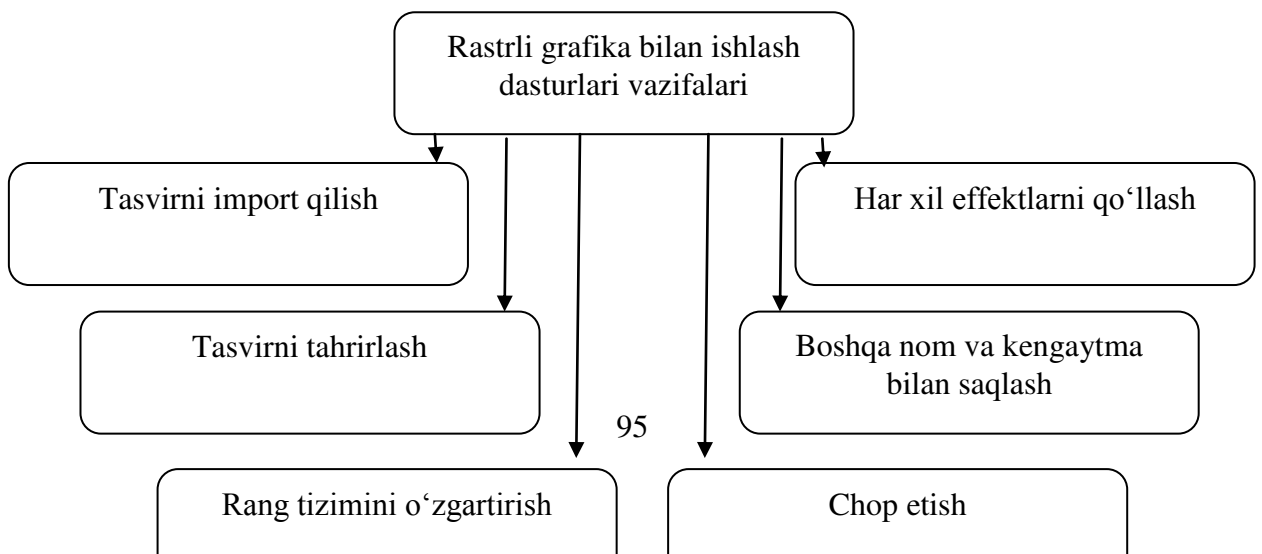 Rastrli grafika bilan ishlash
dasturlari vazifalari
Tasvirni import qilish
Har xil effektlarni qo‘llash
Tasvirni tahrirlash
Boshqa nom va kengaytma
bilan saqlash
95
Rang tizimini o‘zgartirish
Chop etish